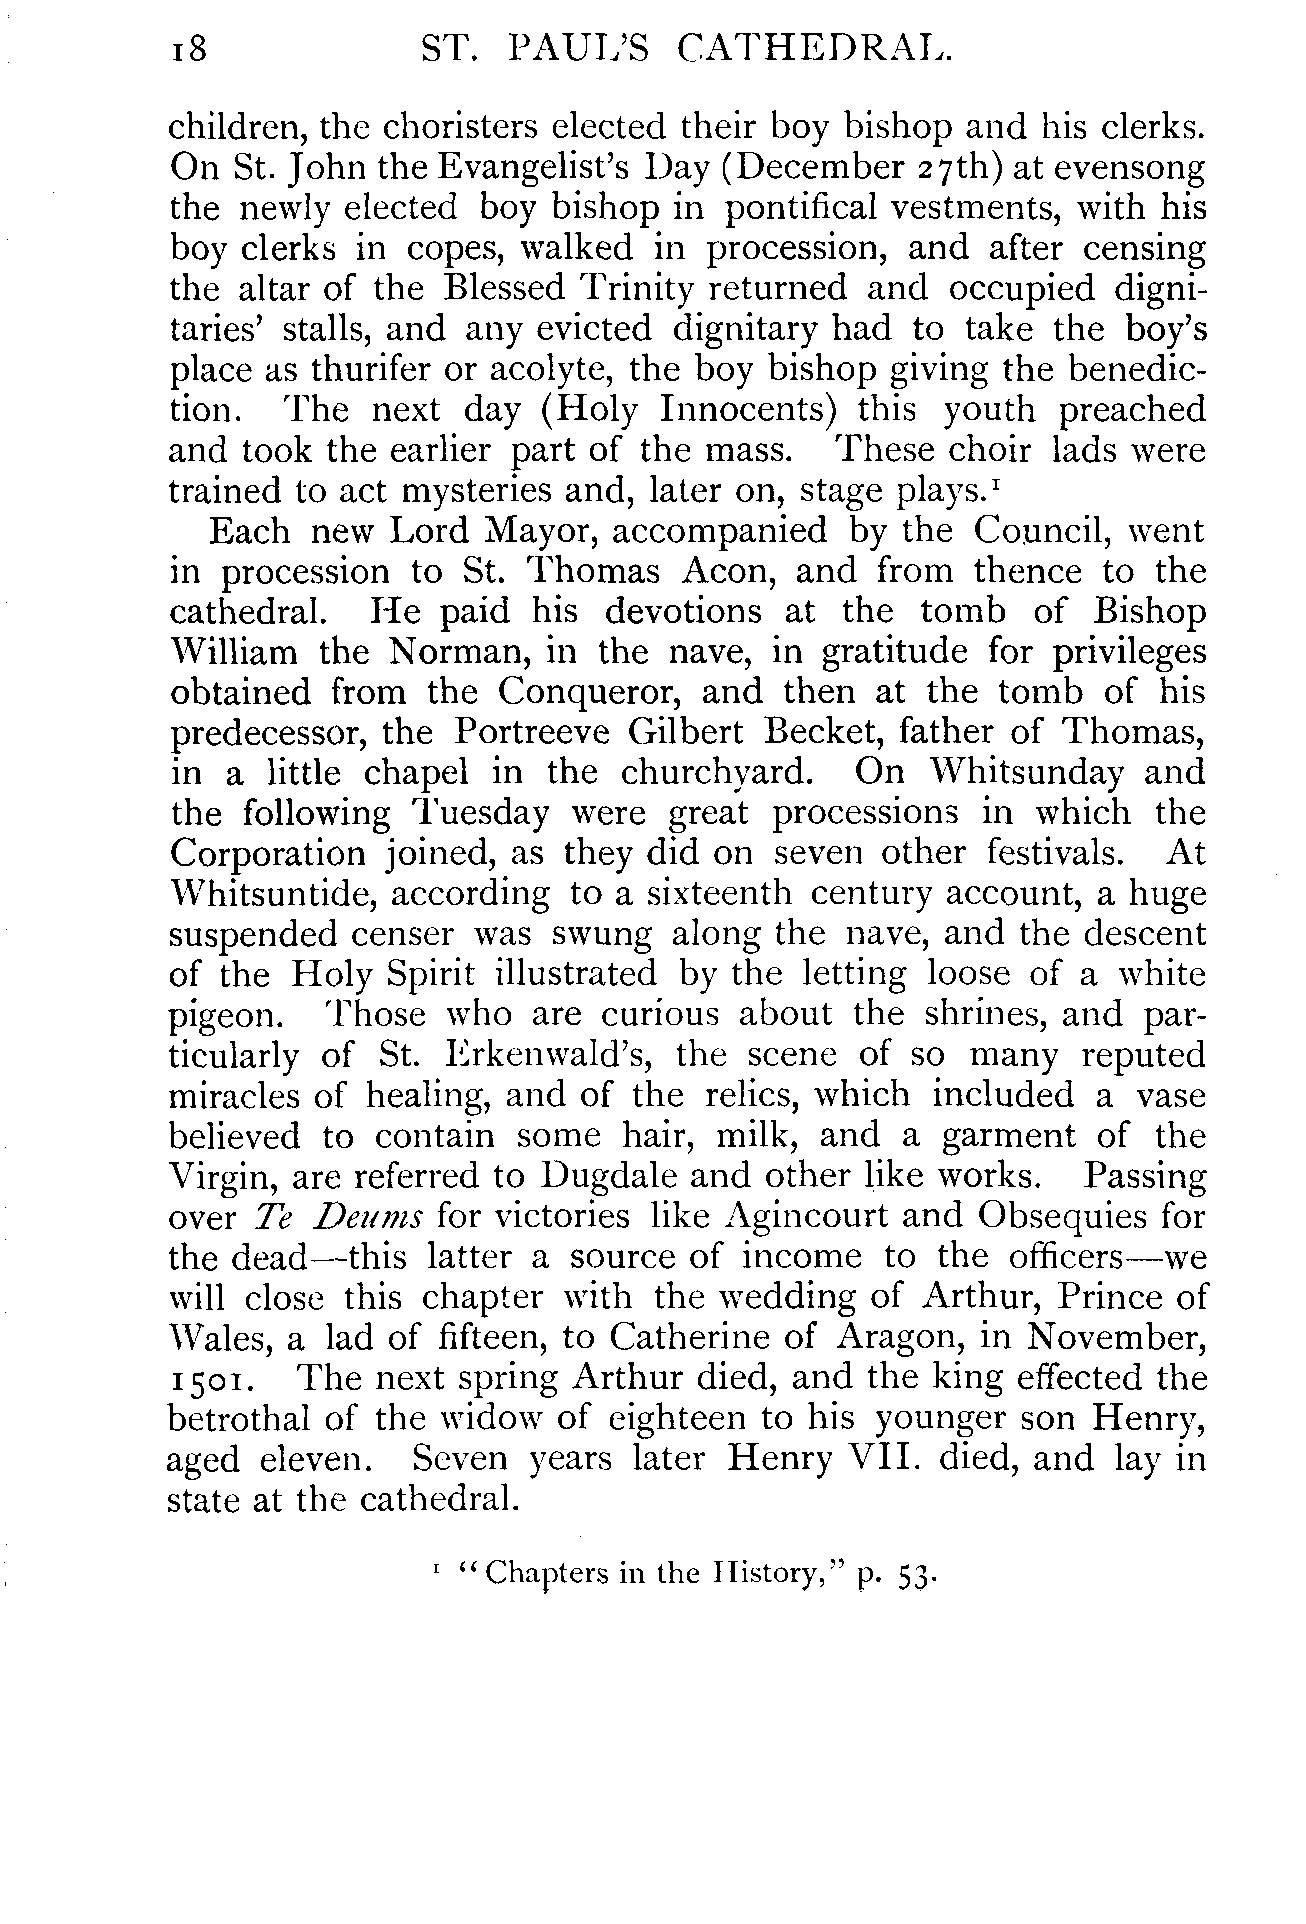 18 ST. PAUL'S CATHEDRAL.
children, the choristers elected their boy bishop and his clerks.
On St. John the Evangelist's Day (December 27th) at evensong
the newly elected boy bishop in pontifical vestments, with his
boy clerks in copes, walked in procession, and after censing
the altar of the Blessed Trinity returned and occupied digni-
taries' stalls, and any evicted dignitary had to take the boy's
place as thurifer or acolyte, the boy bishop giving the benedic-
tion. The next day (Holy Innocents) this youth preached
and took the earlier part of the mass. These choir lads were
trained to act mysteries and, later on, stage plays.¹
Each new Lord Mayor, accompanied by the Council, went
in procession to St. Thomas Acon, and from thence to the
cathedral. He paid his devotions at the tomb of Bishop
William the Norman, in the nave, in gratitude for privileges
obtained from the Conqueror, and then at the tomb of his
predecessor, the Portreeve Gilbert Becket, father of Thomas,
in a little chapel in the churchyard. On Whitsunday and
the following Tuesday were great processions in which the
Corporation joined, as they did on seven other festivals. At
Whitsuntide, according to a sixteenth century account, a huge
suspended censer was swung along the nave, and the descent
of the Holy Spirit illustrated by the letting loose of a white
pigeon. Those who are curious about the shrines, and par-
ticularly of St. Erkenwald's, the scene of so many reputed
miracles of healing, and of the relics, which included a vase
believed to contain some hair, milk, and a garment of the
Virgin, are referred to Dugdale and other like works. Passing
over Te Deums for victories like Agincourt and Obsequies for
the dead—this latter a source of income to the officers—we
will close this chapter with the wedding of Arthur, Prince of
Wales, a lad of fifteen, to Catherine of Aragon, in November,
1501. The next spring Arthur died, and the king effected the
betrothal of the widow of eighteen to his younger son Henry,
aged eleven. Seven years later Henry VII. died, and lay in
state at the cathedral.
¹ "Chapters in the History," p. 53.